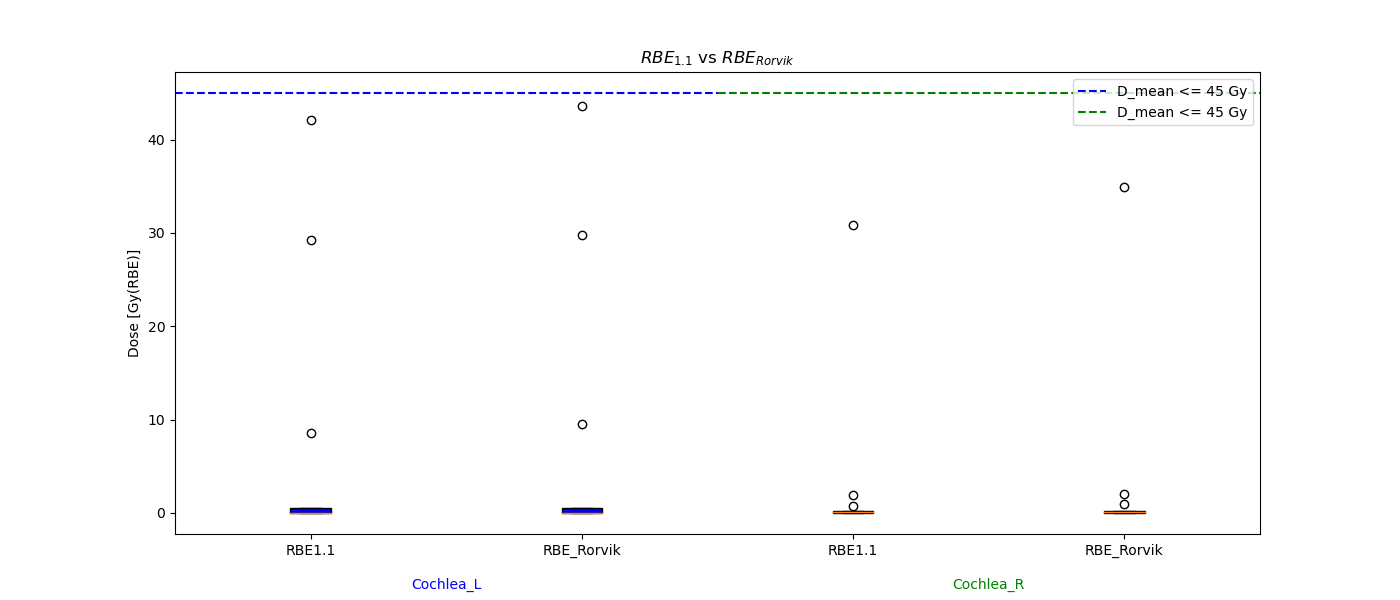 RBE1.1 vs RBERorvik
D_mean <= 45 Gy
D_mean <= 45 Gy
Dose [Gy(RBE)]
40
30
20
10
0
RBE1.1 RBE_Rorvik RBE1.1 RBE_Rorvik
Cochlea_L Cochlea_R